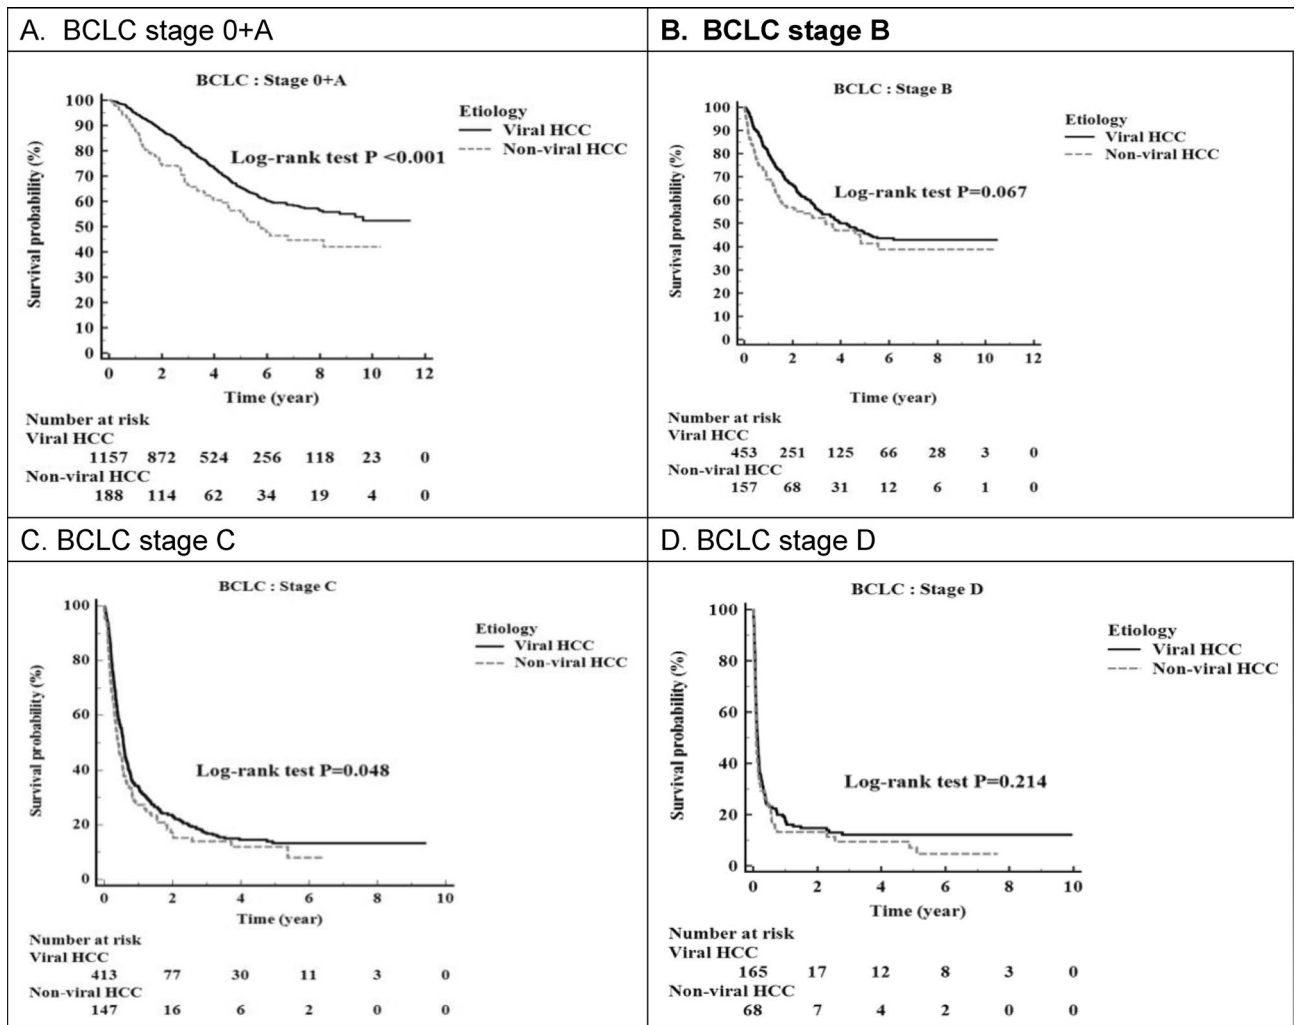 A. BCLC stage 0+A
BCLC : Stage 0+A
Survival probability (%)
100
90
80
70
60
50
40
30
20
10
0
Etiology
Viral HCC
Non-viral HCC
Log-rank test P <0.001
0 2 4 6 8 10 12
Time (year)
Number at risk
Viral HCC
1157 872 524 256 118 23 0
Non-viral HCC
188 114 62 34 19 4 0
B. BCLC stage B
BCLC : Stage B
Survival probability (%)
100
90
80
70
60
50
40
30
20
10
0
Etiology
Viral HCC
Non-viral HCC
Log-rank test P=0.067
0 2 4 6 8 10 12
Time (year)
Number at risk
Viral HCC
453 251 125 66 28 3 0
Non-viral HCC
157 68 31 12 6 1 0
C. BCLC stage C
BCLC : Stage C
Survival probability (%)
100
80
60
40
20
0
Etiology
Viral HCC
Non-viral HCC
Log-rank test P=0.048
0 2 4 6 8 10
Time (year)
Number at risk
Viral HCC
413 77 30 11 3 0
Non-viral HCC
147 16 6 2 0 0
D. BCLC stage D
BCLC : Stage D
Survival probability (%)
100
80
60
40
20
0
Etiology
Viral HCC
Non-viral HCC
Log-rank test P=0.214
0 2 4 6 8 10
Time (year)
Number at risk
Viral HCC
165 17 12 8 3 0
Non-viral HCC
68 7 4 2 0 0